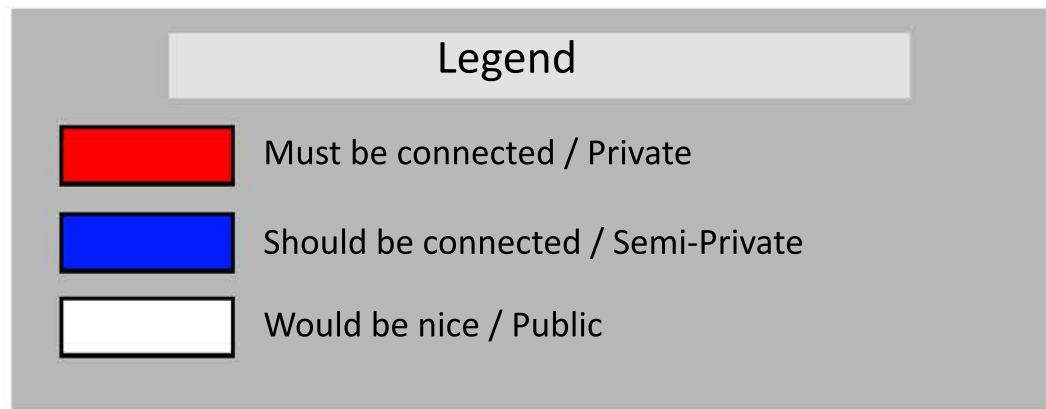 Legend
Must be connected / Private
Should be connected / Semi-Private
Would be nice / Public